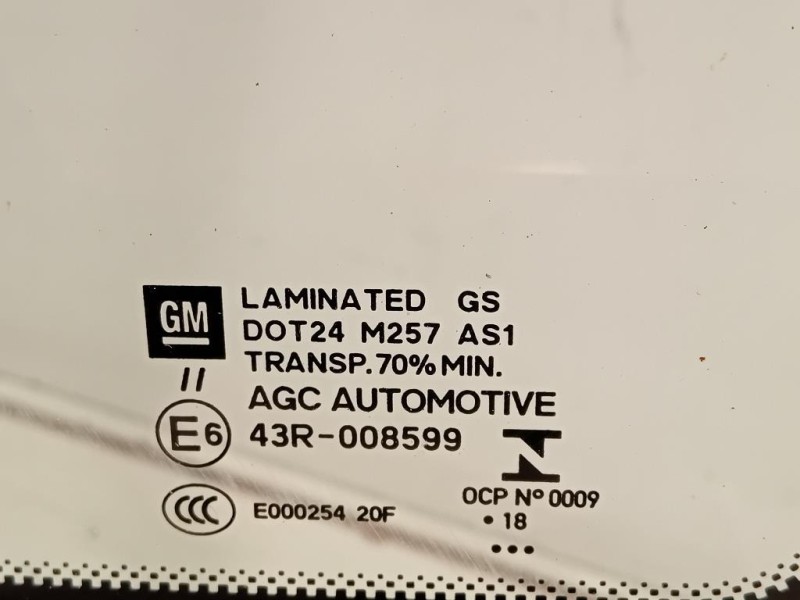 GM
LAMINATED GS
DOT24 M257 AS1
TRANSP.70% MIN.
//
AGC AUTOMOTIVE
E6 43R-008599
N
CCC E000254 20F
OCP Nº 0009
• 18
•••